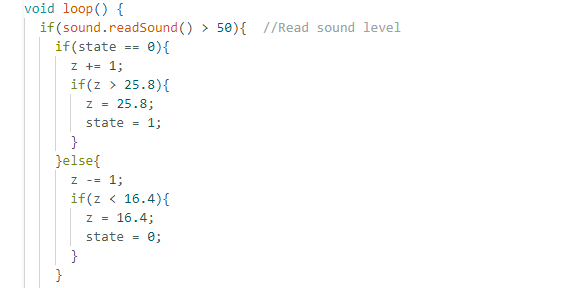 void loop() {
if(sound.readSound() > 50){  //Read sound level
if(state == 0){
z += 1;
if(z > 25.8){
z = 25.8;
state = 1;
}
}else{
z -= 1;
if(z < 16.4){
z = 16.4;
state = 0;
}
}